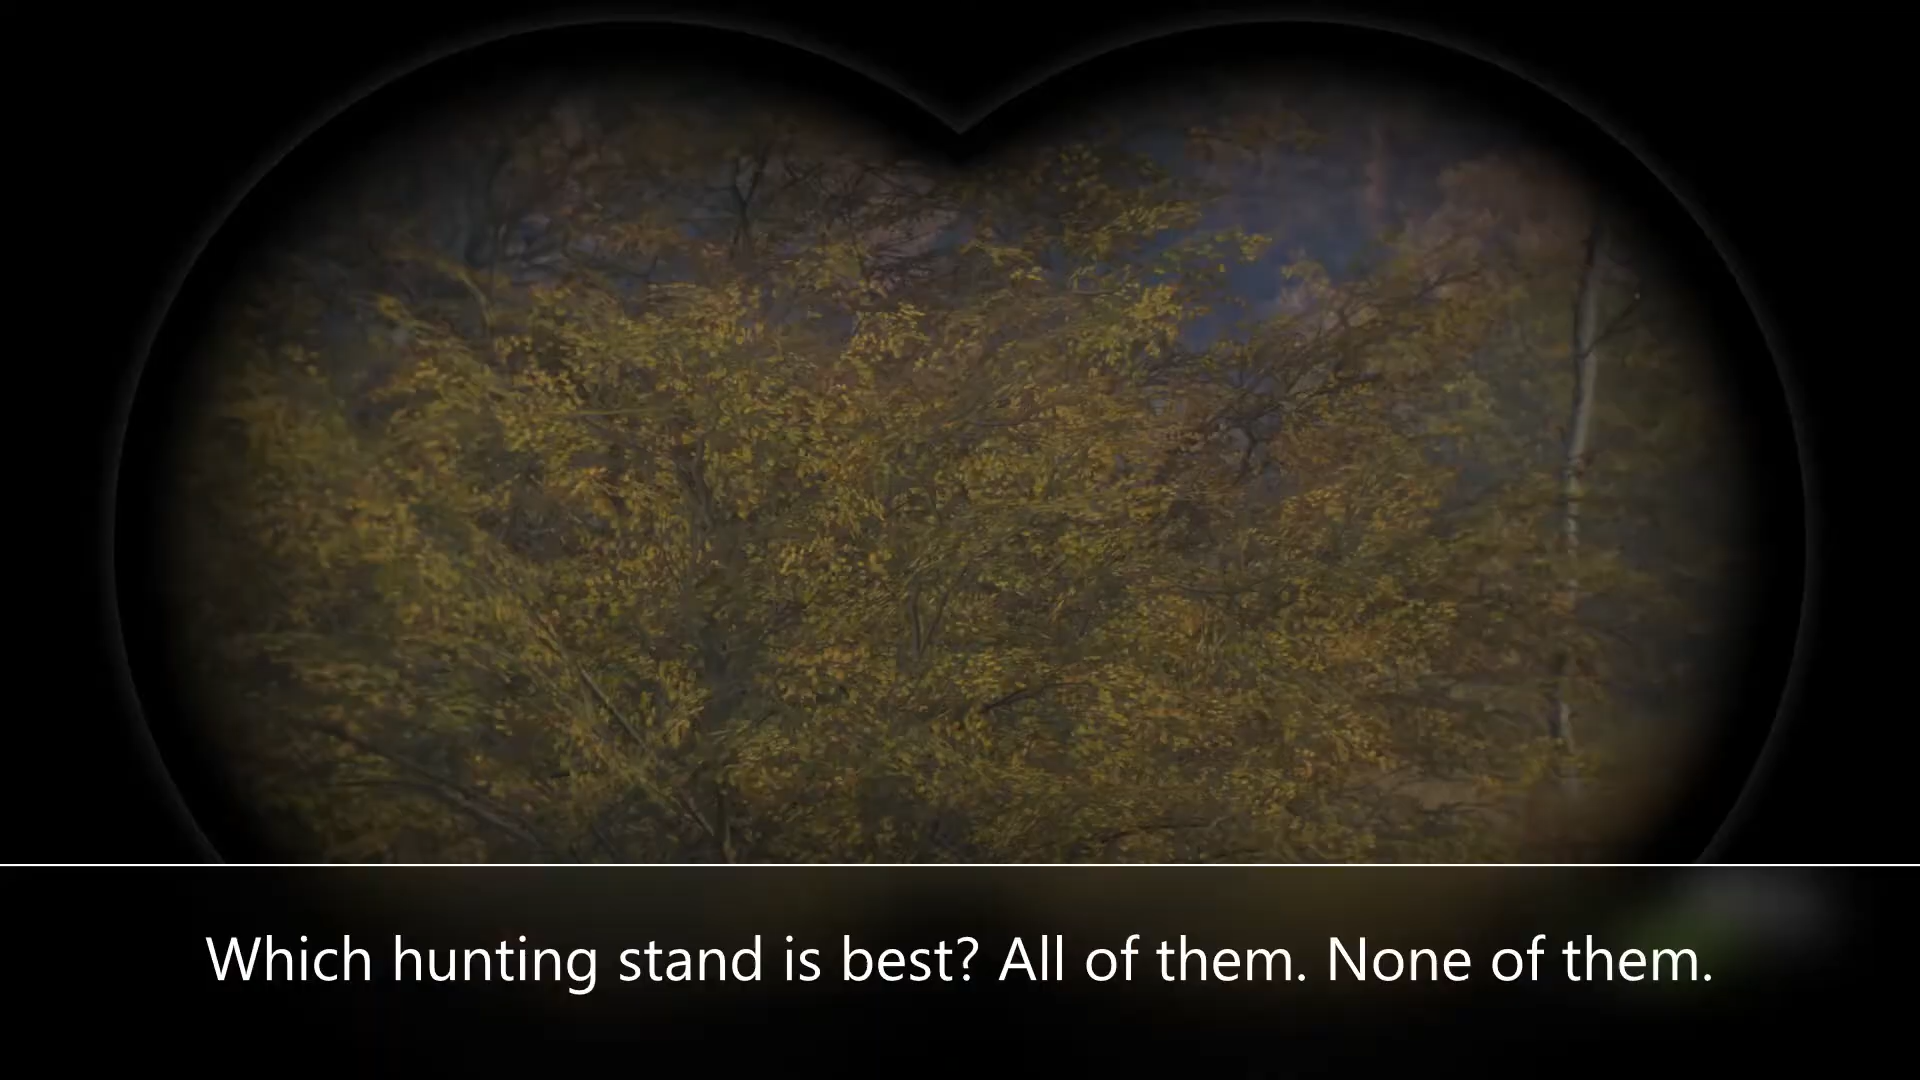 Which hunting stand is best? All of them. None of them.